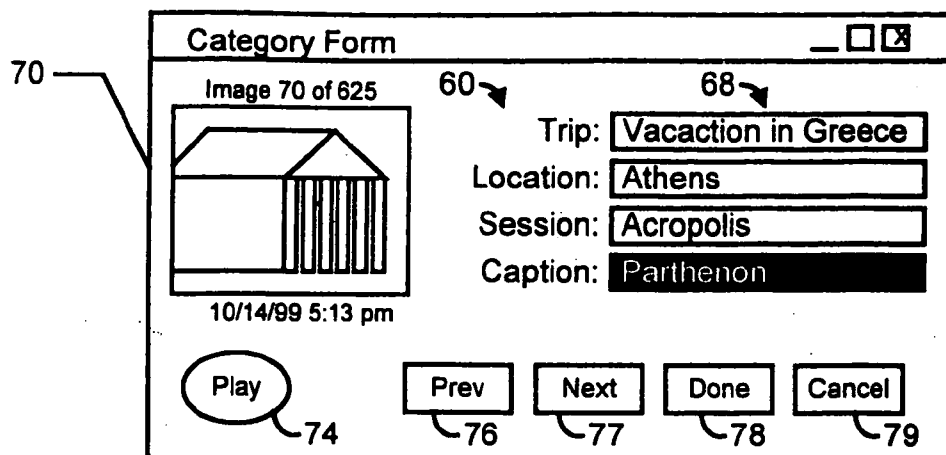 Category Form
70
Image 70 of 625
60
68
Trip: Vacaction in Greece
Location: Athens
Session: Acropolis
Caption: Parthenon
10/14/99 5:13 pm
Play
Prev
Next
Done
Cancel
74
76
77
78
79